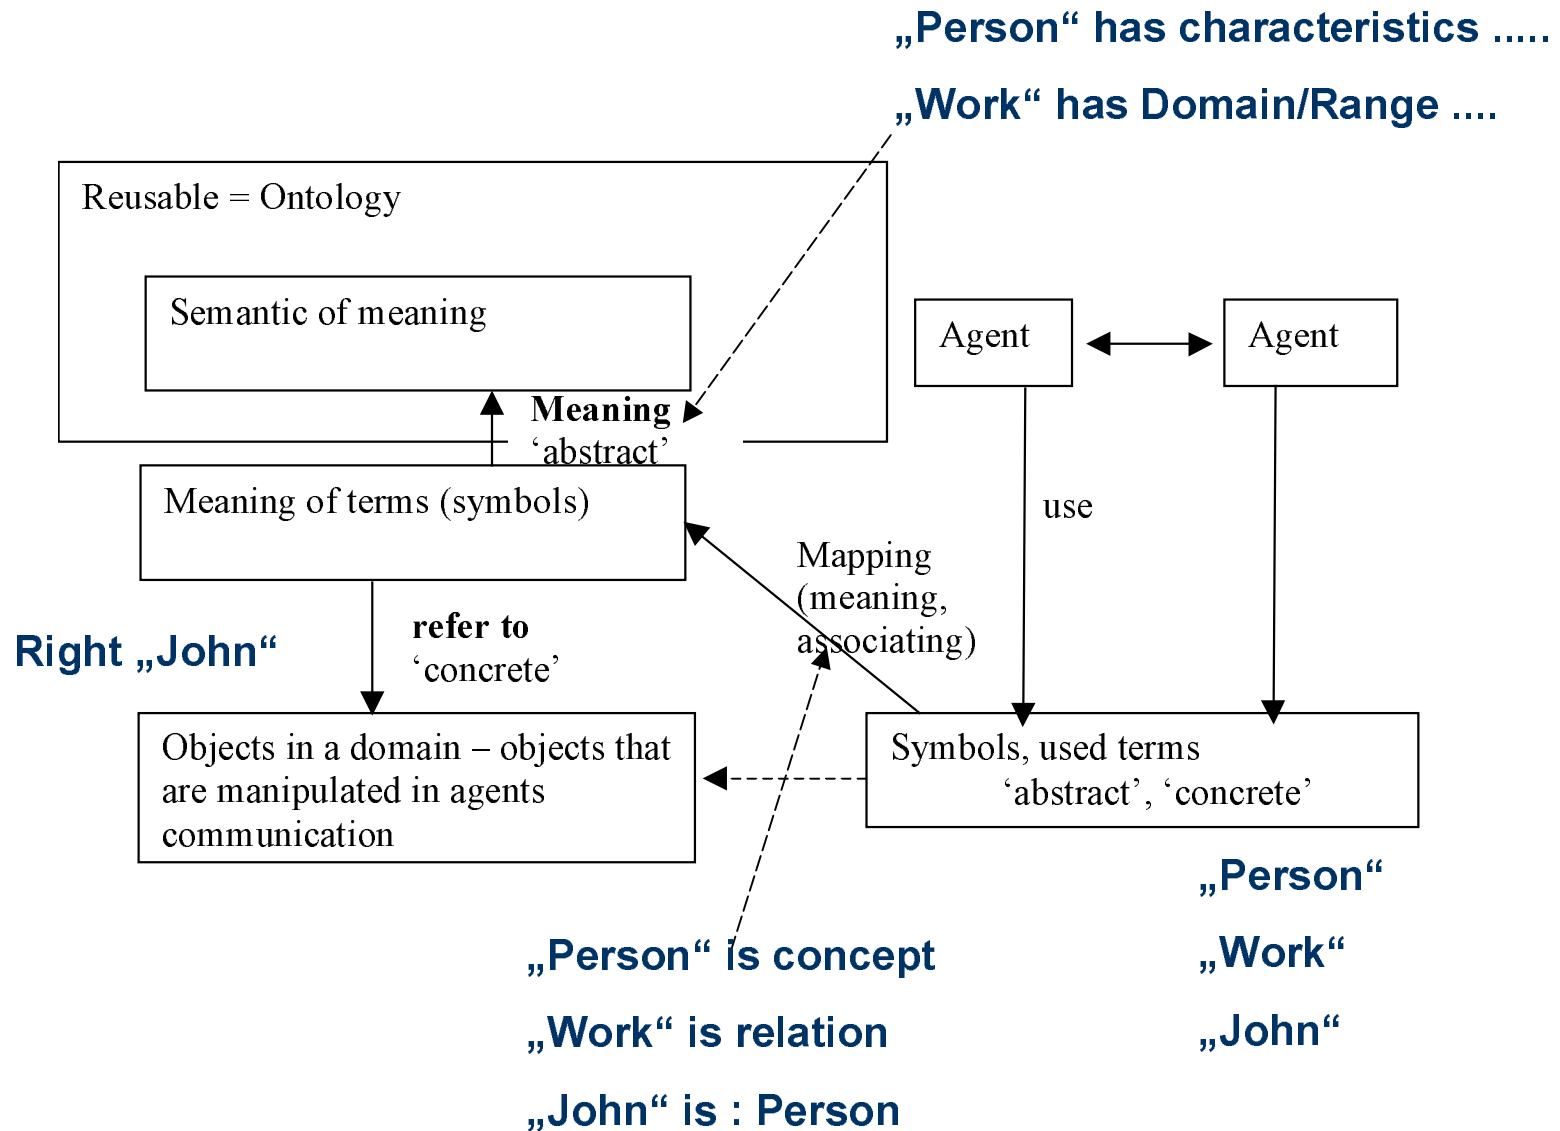 „Person“ has characteristics .....
„Work“ has Domain/Range ....
Reusable = Ontology
Semantic of meaning
Agent
Agent
Meaning
‘abstract’
Meaning of terms (symbols)
use
Mapping
(meaning,
associating)
refer to
‘concrete’
Right „John“
Objects in a domain – objects that
are manipulated in agents
communication
Symbols, used terms
‘abstract’, ‘concrete’
„Person“
„Work“
„John“
„Person“ is concept
„Work“ is relation
„John“ is : Person